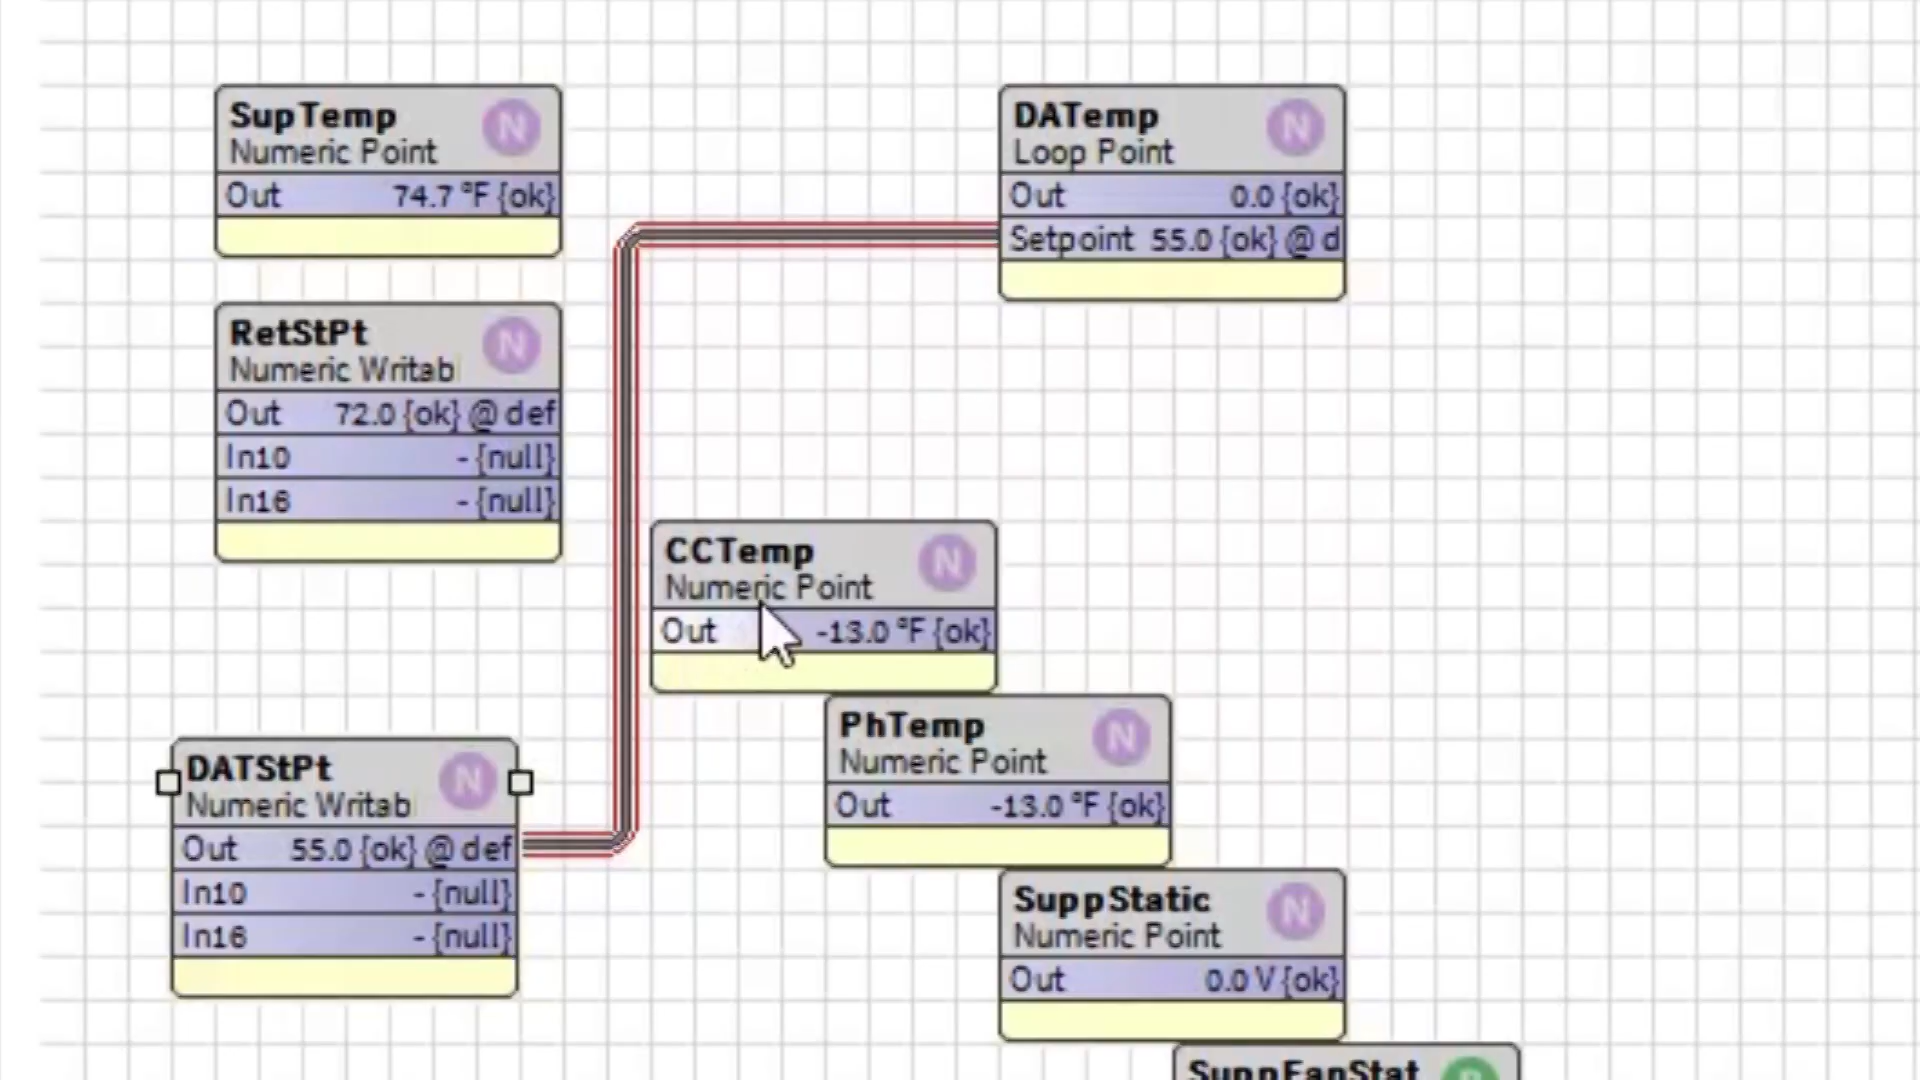 SupTemp
N
Numeric Point
Out 74.7 °F {ok}
DATemp
N
Loop Point
Out 0.0 {ok}
Setpoint 55.0 {ok} @ d
RetStPt
N
Numeric Writab
Out 72.0 {ok} @ def
In10 - {null}
In16 - {null}
CCTemp
N
Numeric Point
Out -13.0 °F {ok}
PhTemp
N
Numeric Point
Out -13.0 °F {ok}
DATStPt
N
Numeric Writab
Out 55.0 {ok} @ def
In10 - {null}
In16 - {null}
SuppStatic
N
Numeric Point
Out 0.0 V {ok}
SuppFanStat